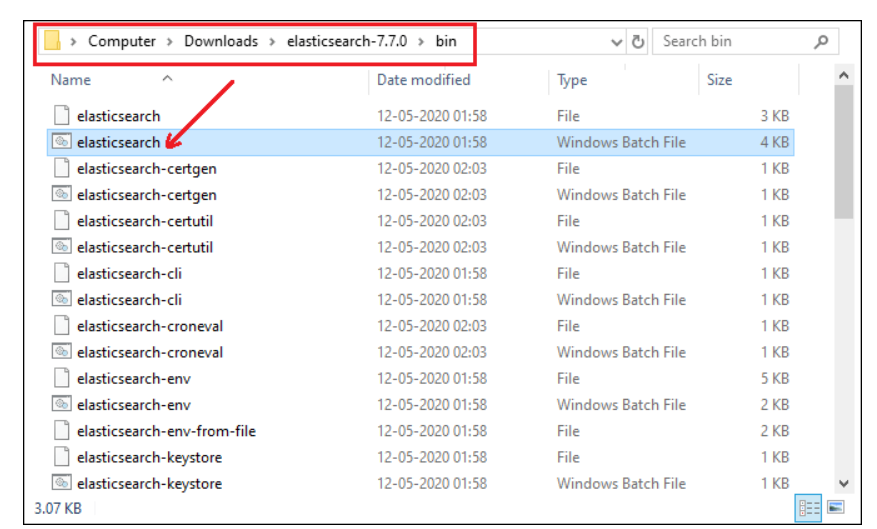 Computer > Downloads > elasticsearch-7.7.0 > bin Search bin
Name Date modified Type Size
elasticsearch 12-05-2020 01:58 File 3 KB
elasticsearch 12-05-2020 01:58 Windows Batch File 4 KB
elasticsearch-certgen 12-05-2020 02:03 File 1 KB
elasticsearch-certgen 12-05-2020 02:03 Windows Batch File 1 KB
elasticsearch-certutil 12-05-2020 02:03 File 1 KB
elasticsearch-certutil 12-05-2020 02:03 Windows Batch File 1 KB
elasticsearch-cli 12-05-2020 01:58 File 1 KB
elasticsearch-cli 12-05-2020 01:58 Windows Batch File 1 KB
elasticsearch-croneval 12-05-2020 02:03 File 1 KB
elasticsearch-croneval 12-05-2020 02:03 Windows Batch File 1 KB
elasticsearch-env 12-05-2020 01:58 File 5 KB
elasticsearch-env 12-05-2020 01:58 Windows Batch File 2 KB
elasticsearch-env-from-file 12-05-2020 01:58 File 2 KB
elasticsearch-keystore 12-05-2020 01:58 File 1 KB
elasticsearch-keystore 12-05-2020 01:58 Windows Batch File 1 KB
3.07 KB